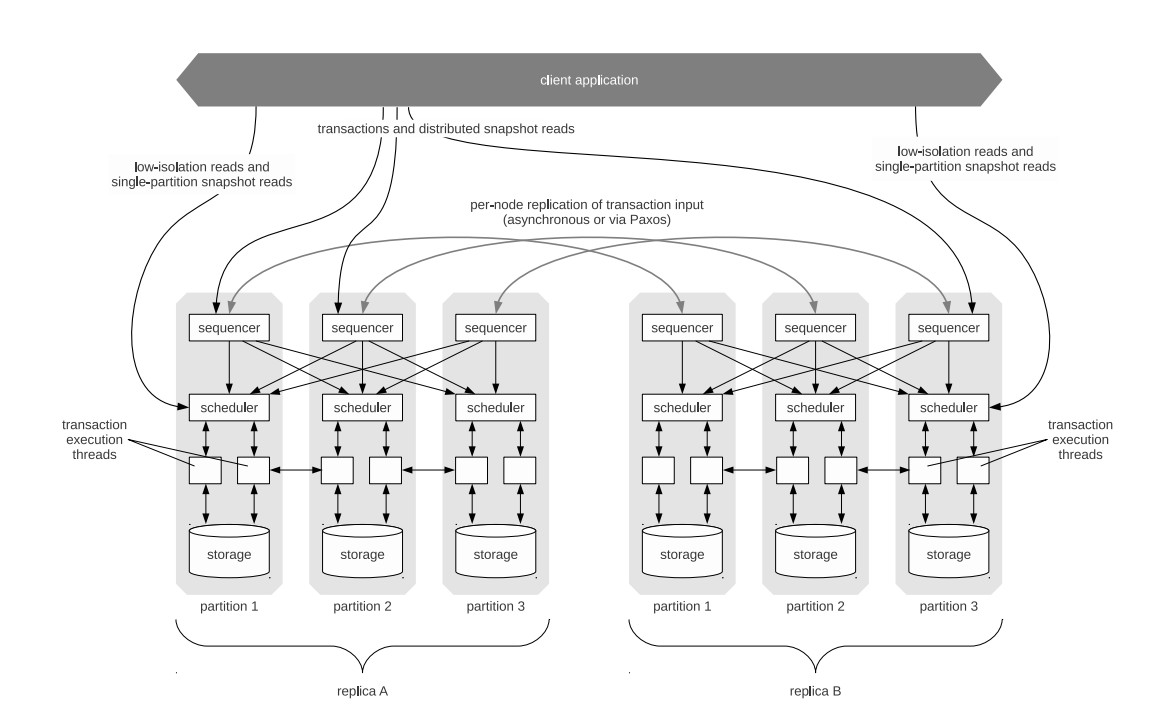 client application
transactions and distributed snapshot reads
low-isolation reads and
single-partition snapshot reads
low-isolation reads and
single-partition snapshot reads
per-node replication of transaction input
(asynchronous or via Paxos)
sequencer
sequencer
sequencer
sequencer
sequencer
sequencer
scheduler
scheduler
scheduler
scheduler
scheduler
scheduler
transaction
execution
threads
transaction
execution
threads
storage
storage
storage
storage
storage
storage
partition 1
partition 2
partition 3
partition 1
partition 2
partition 3
replica A
replica B